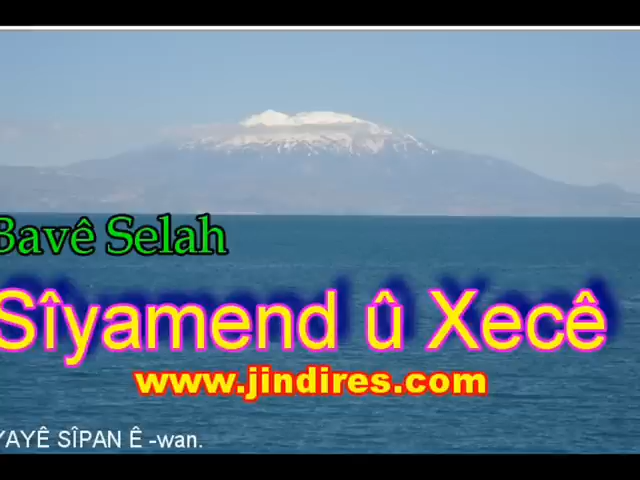 Bavê Selah
Sîyamend û Xecê
www.jindires.com
YAYÊ SÎPAN Ê -wan.